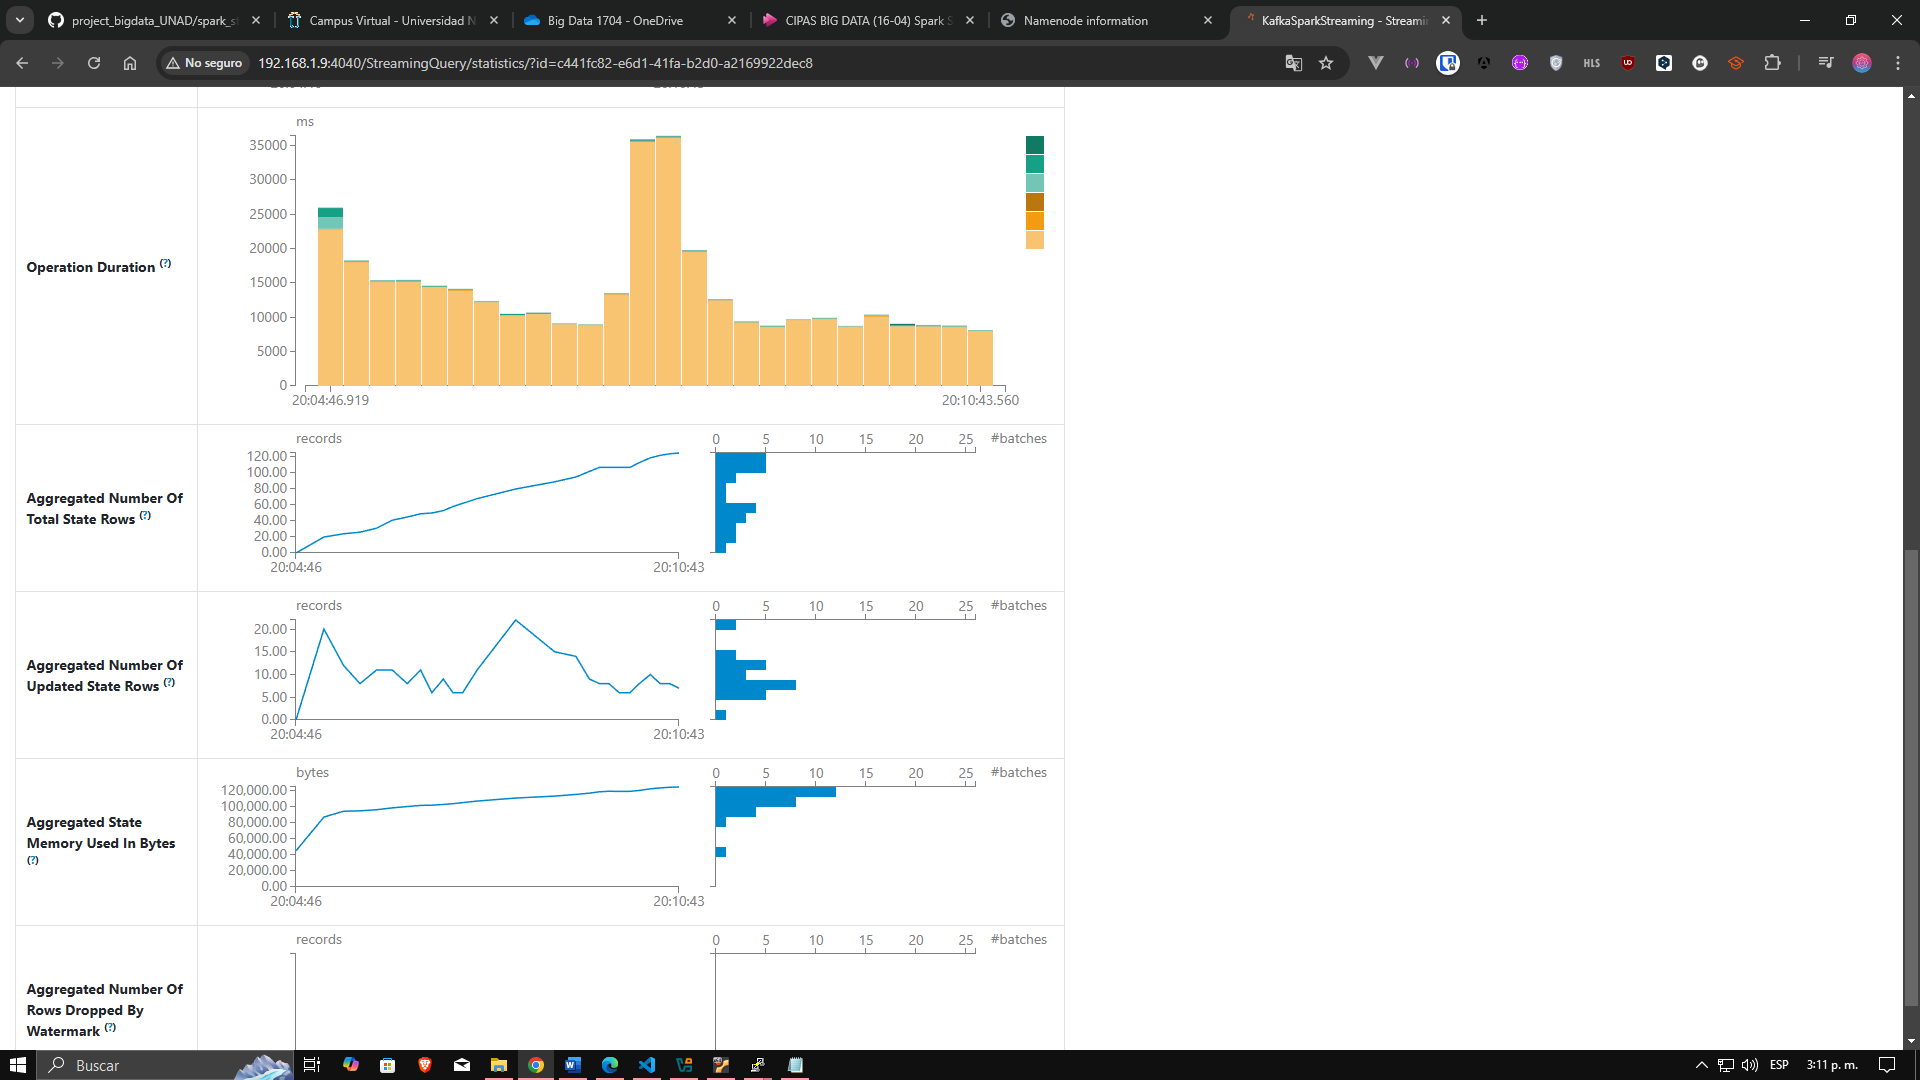 project_bigdata_UNAD/spark_st
Campus Virtual - Universidad N
Big Data 1704 - OneDrive
CIPAS BIG DATA (16-04) Spark S
Namenode information
KafkaSparkStreaming - Streamin
No seguro
192.168.1.9:4040/StreamingQuery/statistics/?id=c441fc82-e6d1-41fa-b2d0-a2169922dec8
HLS
ms
35000
30000
25000
20000
15000
10000
5000
0
Operation Duration (?)
20:04:46.919
20:10:43.560
records
0 5 10 15 20 25 #batches
120.00
100.00
80.00
60.00
40.00
20.00
0.00
Aggregated Number Of
Total State Rows (?)
20:04:46
20:10:43
records
0 5 10 15 20 25 #batches
20.00
15.00
10.00
5.00
0.00
Aggregated Number Of
Updated State Rows (?)
20:04:46
20:10:43
bytes
0 5 10 15 20 25 #batches
120,000.00
100,000.00
80,000.00
60,000.00
40,000.00
20,000.00
0.00
Aggregated State
Memory Used In Bytes
(?)
20:04:46
20:10:43
records
0 5 10 15 20 25 #batches
Aggregated Number Of
Rows Dropped By
Watermark (?)
Buscar
ESP
3:11 p. m.